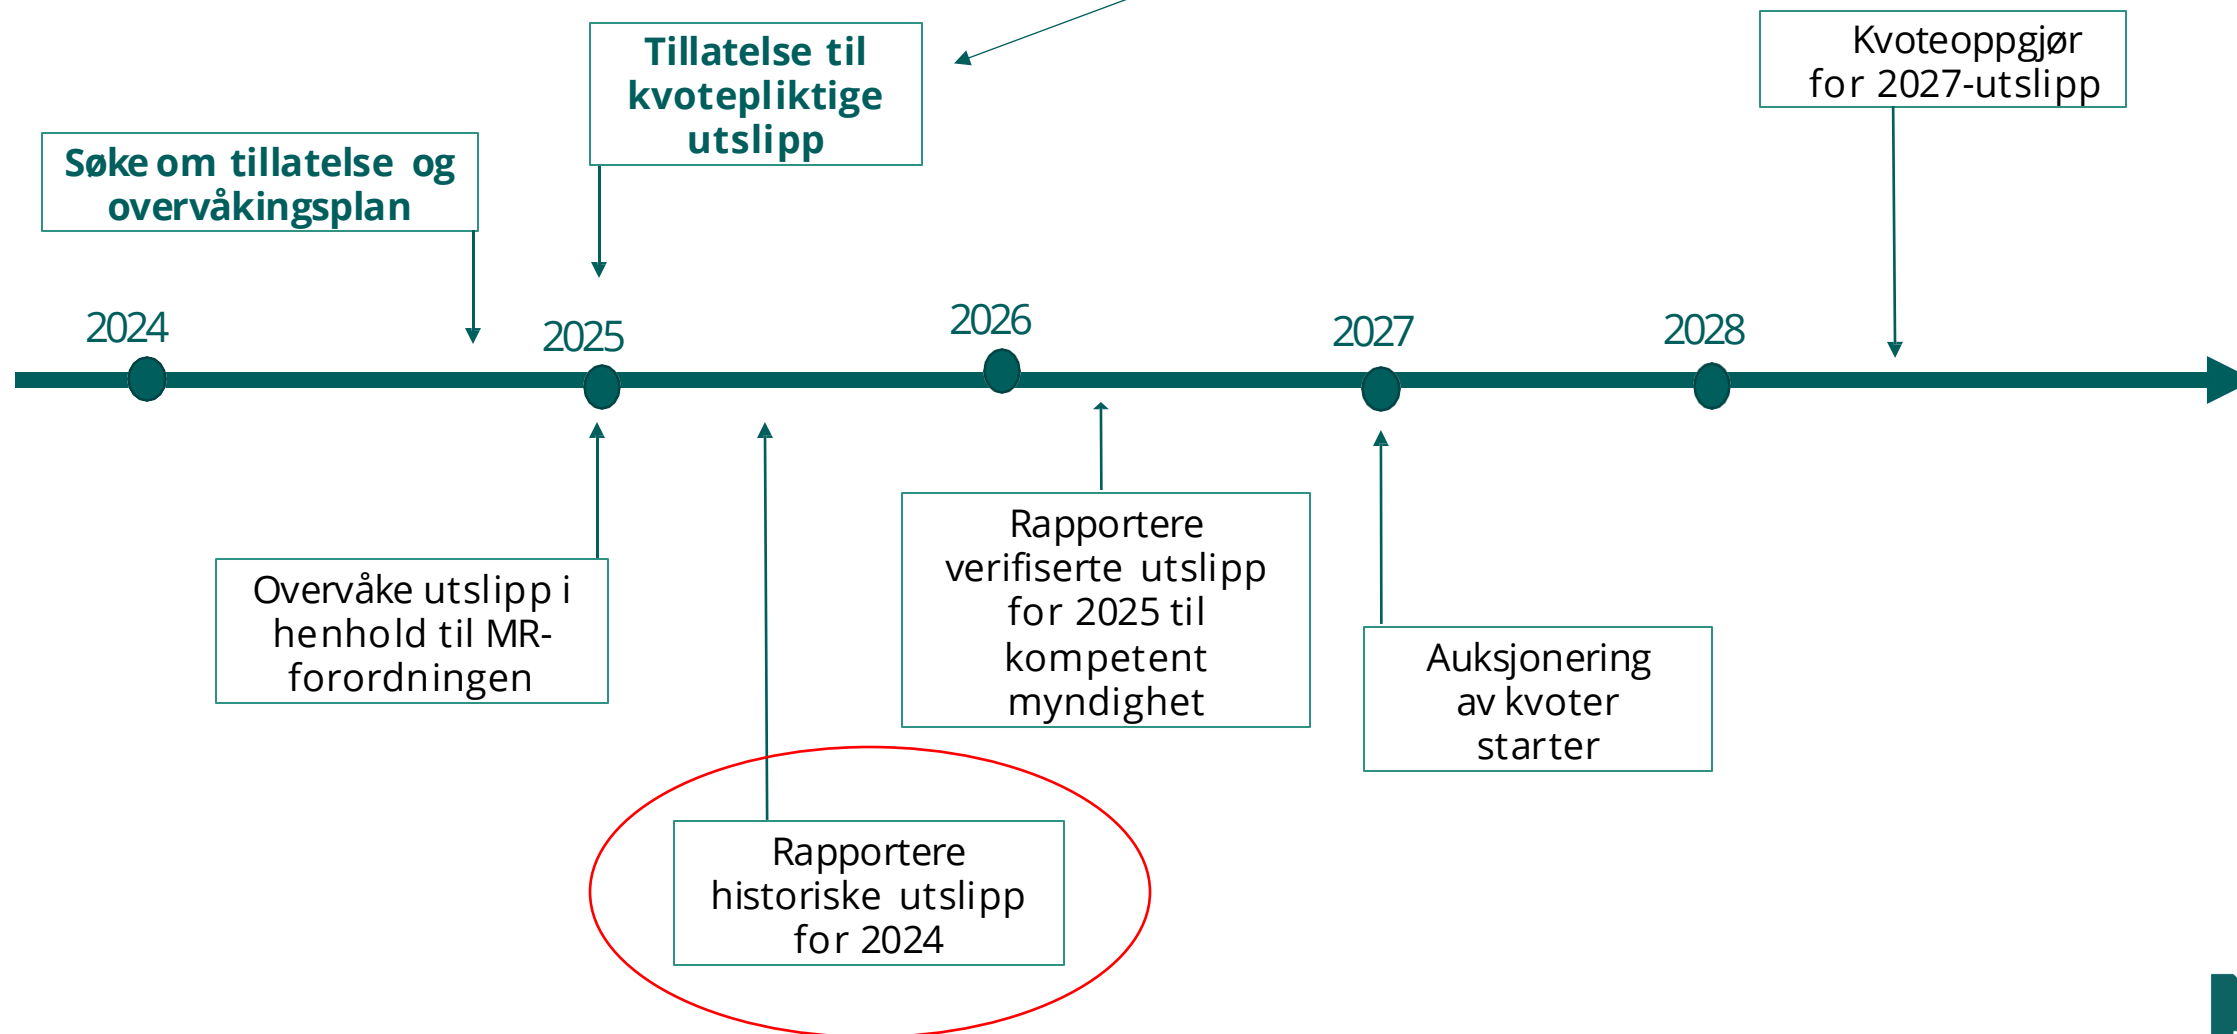 Tillatelse til
kvotepliktige
utslipp
Kvoteoppgjør
for 2027-utslipp
Søke om tillatelse og
overvåkingsplan
2024
2025
2026
2027
2028
Overvåke utslipp i
henhold til MR-
forordningen
Rapportere
verifiserte utslipp
for 2025 til
kompetent
myndighet
Auksjonering
av kvoter
starter
Rapportere
historiske utslipp
for 2024